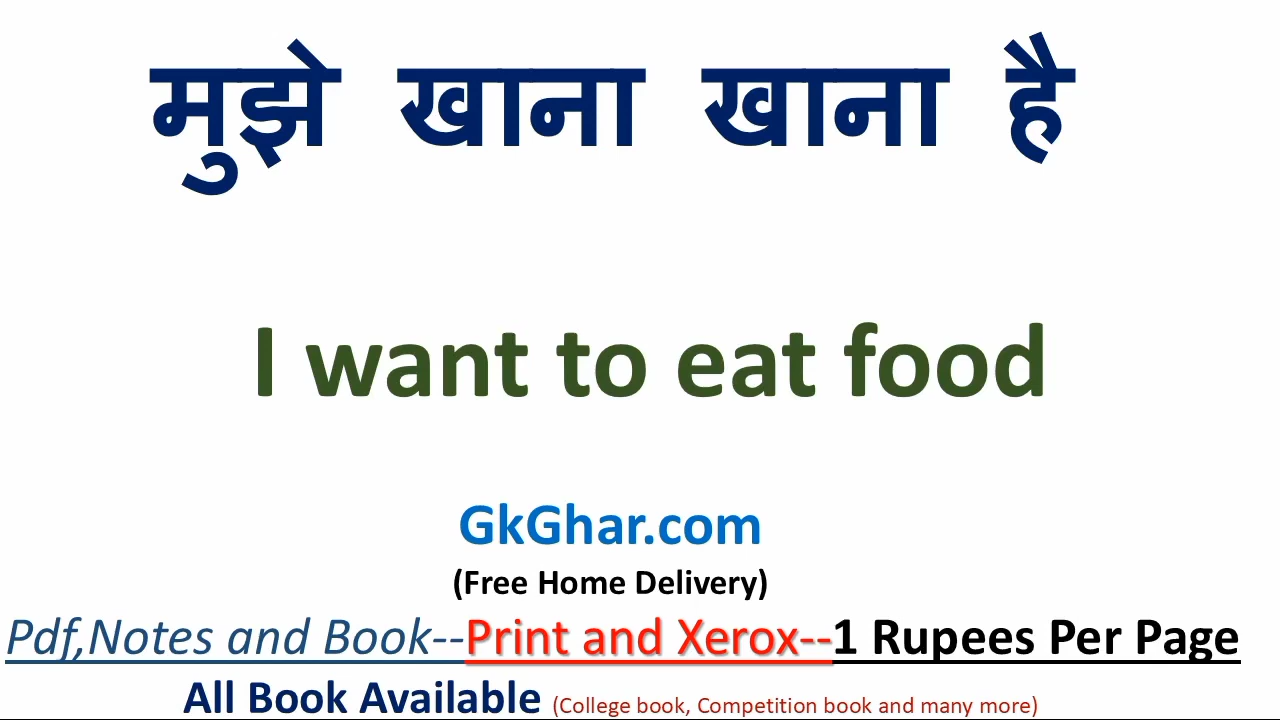 मुझे खाना खाना है
I want to eat food
GkGhar.com
(Free Home Delivery)
Pdf,Notes and Book--Print and Xerox--1 Rupees Per Page
All Book Available (College book, Competition book and many more)